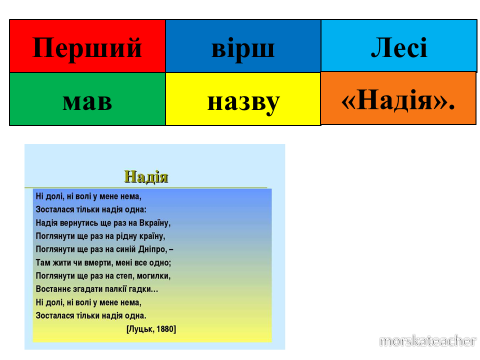 Перший вірш Лесі
мав назву «Надія».
Надія
Ні долі, ні волі у мене нема,
Зосталася тільки надія одна:
Надія вернутись ще раз на Вкраїну,
Поглянути ще раз на рідну країну,
Поглянути ще раз на синій Дніпро, –
Там жити чи вмерти, мені все одно;
Поглянути ще раз на степ, могилки,
Востаннє згадати палкії гадки…
Ні долі, ні волі у мене нема,
Зосталася тільки надія одна.
[Луцьк, 1880]
morskateacher